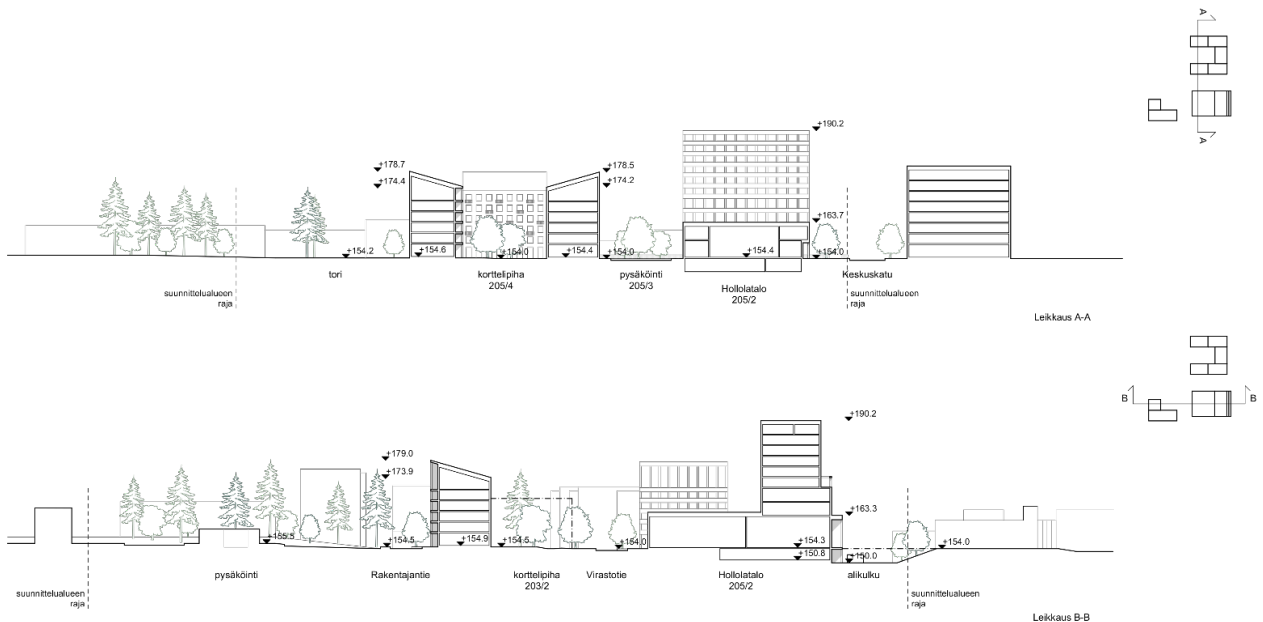 A
A
+190.2
+178.7
+174.4
+178.5
+174.2
+163.7
+154.2
+154.6
+154.0
+154.4
+154.0
+154.4
+154.0
tori
korttelipiha
205/4
pysäköinti
205/3
Hollolatalo
205/2
Keskuskatu
suunnittelualueen
raja
suunnittelualueen
raja
Leikkaus A-A
B
B
+190.2
+179.0
+173.9
+163.3
+155.5
+154.5
+154.9
+154.5
+154.0
+154.3
+150.8
+150.0
+154.0
pysäköinti
Rakentajantie
korttelipiha
203/2
Virastotie
Hollolatalo
205/2
alikulku
suunnittelualueen
raja
suunnittelualueen
raja
Leikkaus B-B